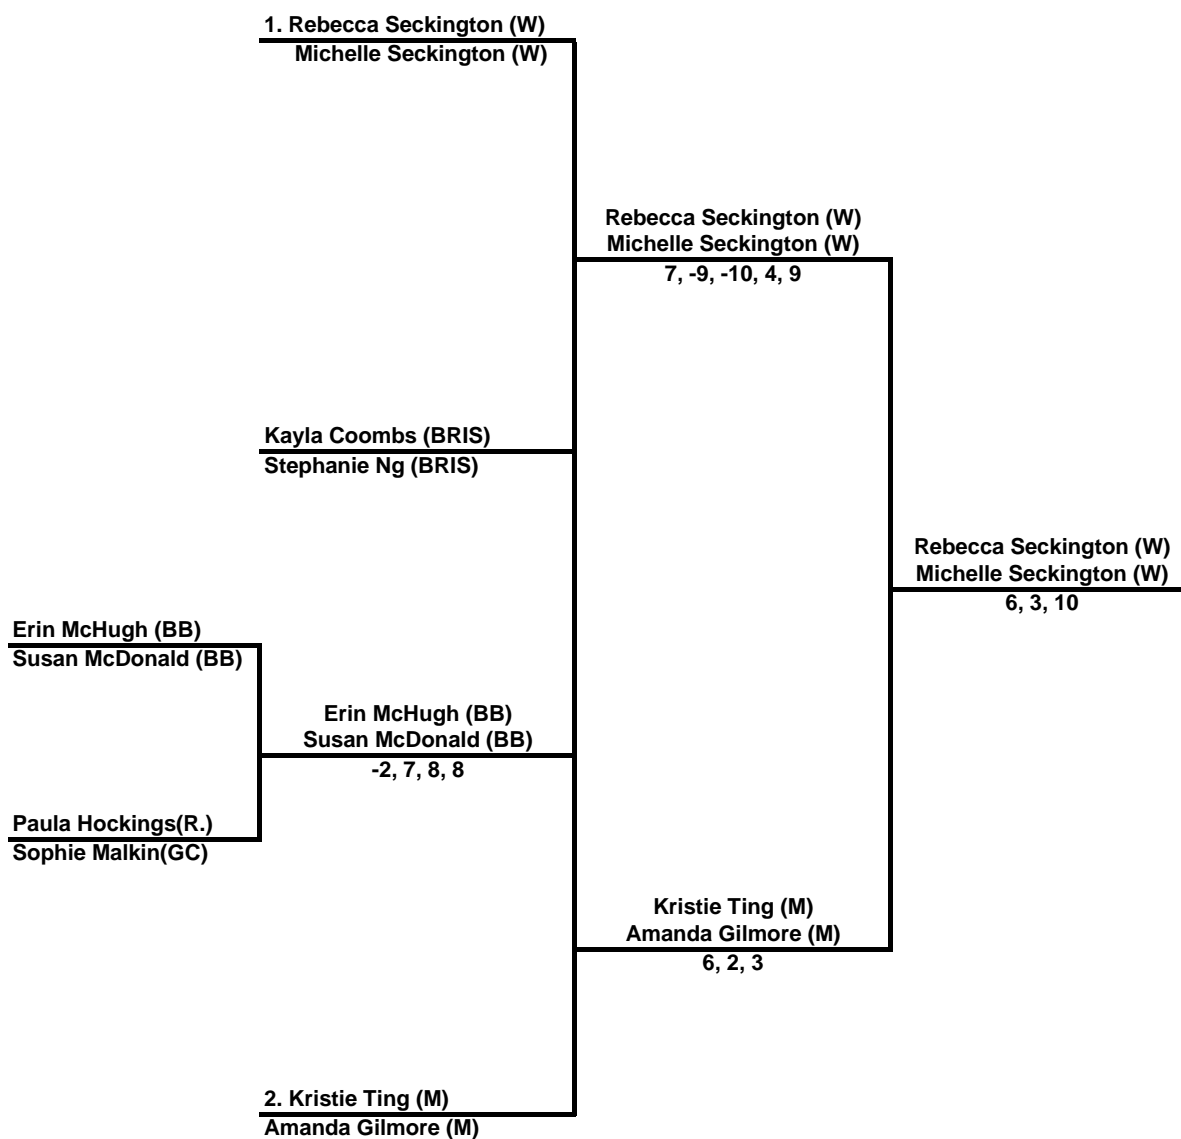 1. Rebecca Seckington (W)
Michelle Seckington (W)
Rebecca Seckington (W)
Michelle Seckington (W)
7, -9, -10, 4, 9
Kayla Coombs (BRIS)
Stephanie Ng (BRIS)
Rebecca Seckington (W)
Michelle Seckington (W)
6, 3, 10
Erin McHugh (BB)
Susan McDonald (BB)
Erin McHugh (BB)
Susan McDonald (BB)
-2, 7, 8, 8
Paula Hockings(R.)
Sophie Malkin(GC)
Kristie Ting (M)
Amanda Gilmore (M)
6, 2, 3
2. Kristie Ting (M)
Amanda Gilmore (M)